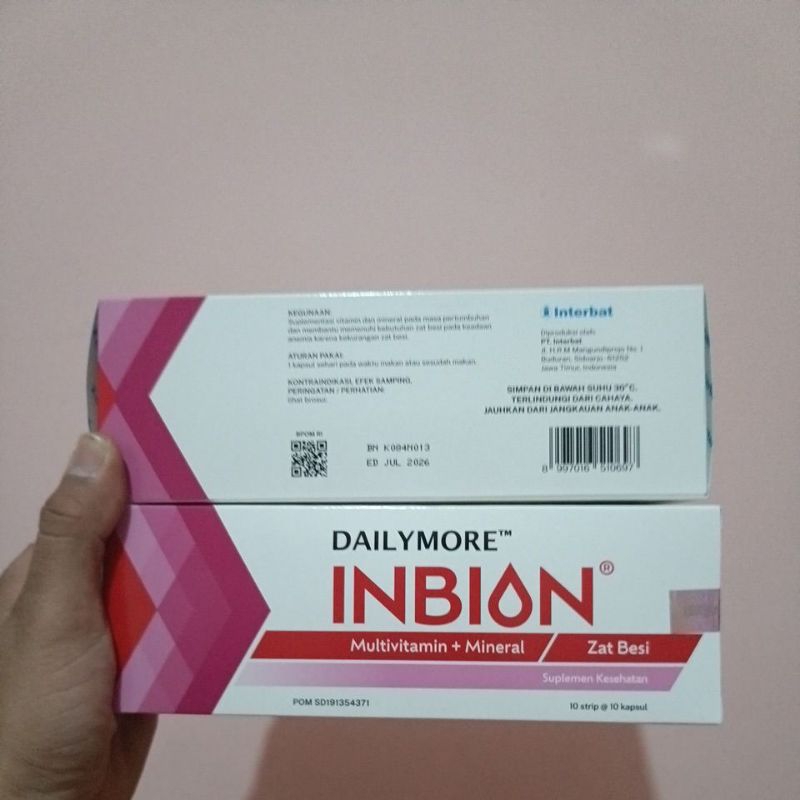 KEGUNAAN:
Suplementasi vitamin dan mineral pada masa pertumbuhan
dan membantu memenuhi kebutuhan zat besi pada keadaan
anemia karena kekurangan zat besi.
ATURAN PAKAI:
1 kapsul sehari pada waktu makan atau sesudah makan.
KONTRAINDIKASI, EFEK SAMPING,
PERINGATAN / PERHATIAN:
lihat brosur.
BPOM RI
BN K084M013
ED JUL 2026
Interbat
Diproduksi oleh:
PT. Interbat
Jl. H.R.M Mangundiprojo No. 1
Buduran, Sidoarjo-61252
Jawa Timur, Indonesia
SIMPAN DI BAWAH SUHU 30°C.
TERLINDUNGI DARI CAHAYA.
JAUHKAN DARI JANGKAUAN ANAK-ANAK.
8 997016 510697
DAILYMORE™
INBION®
Multivitamin + Mineral
Zat Besi
Suplemen Kesehatan
POM SD191354371
10 strip @ 10 kapsul